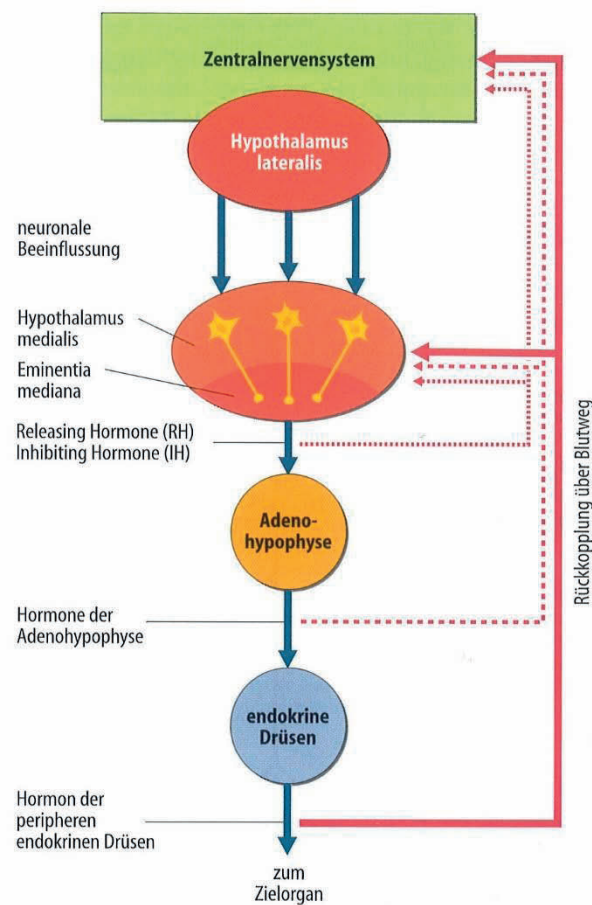 Zentralnervensystem
Hypothalamus
lateralis
neuronale
Beeinflussung
Hypothalamus
medialis
Eminentia
mediana
Releasing Hormone (RH)
Inhibiting Hormone (IH)
Adeno-
hypophyse
Hormone der
Adenohypophyse
endokrine
Drüsen
Hormon der
peripheren
endokrinen Drüsen
zum
Zielorgan
Rückkopplung über Blutweg